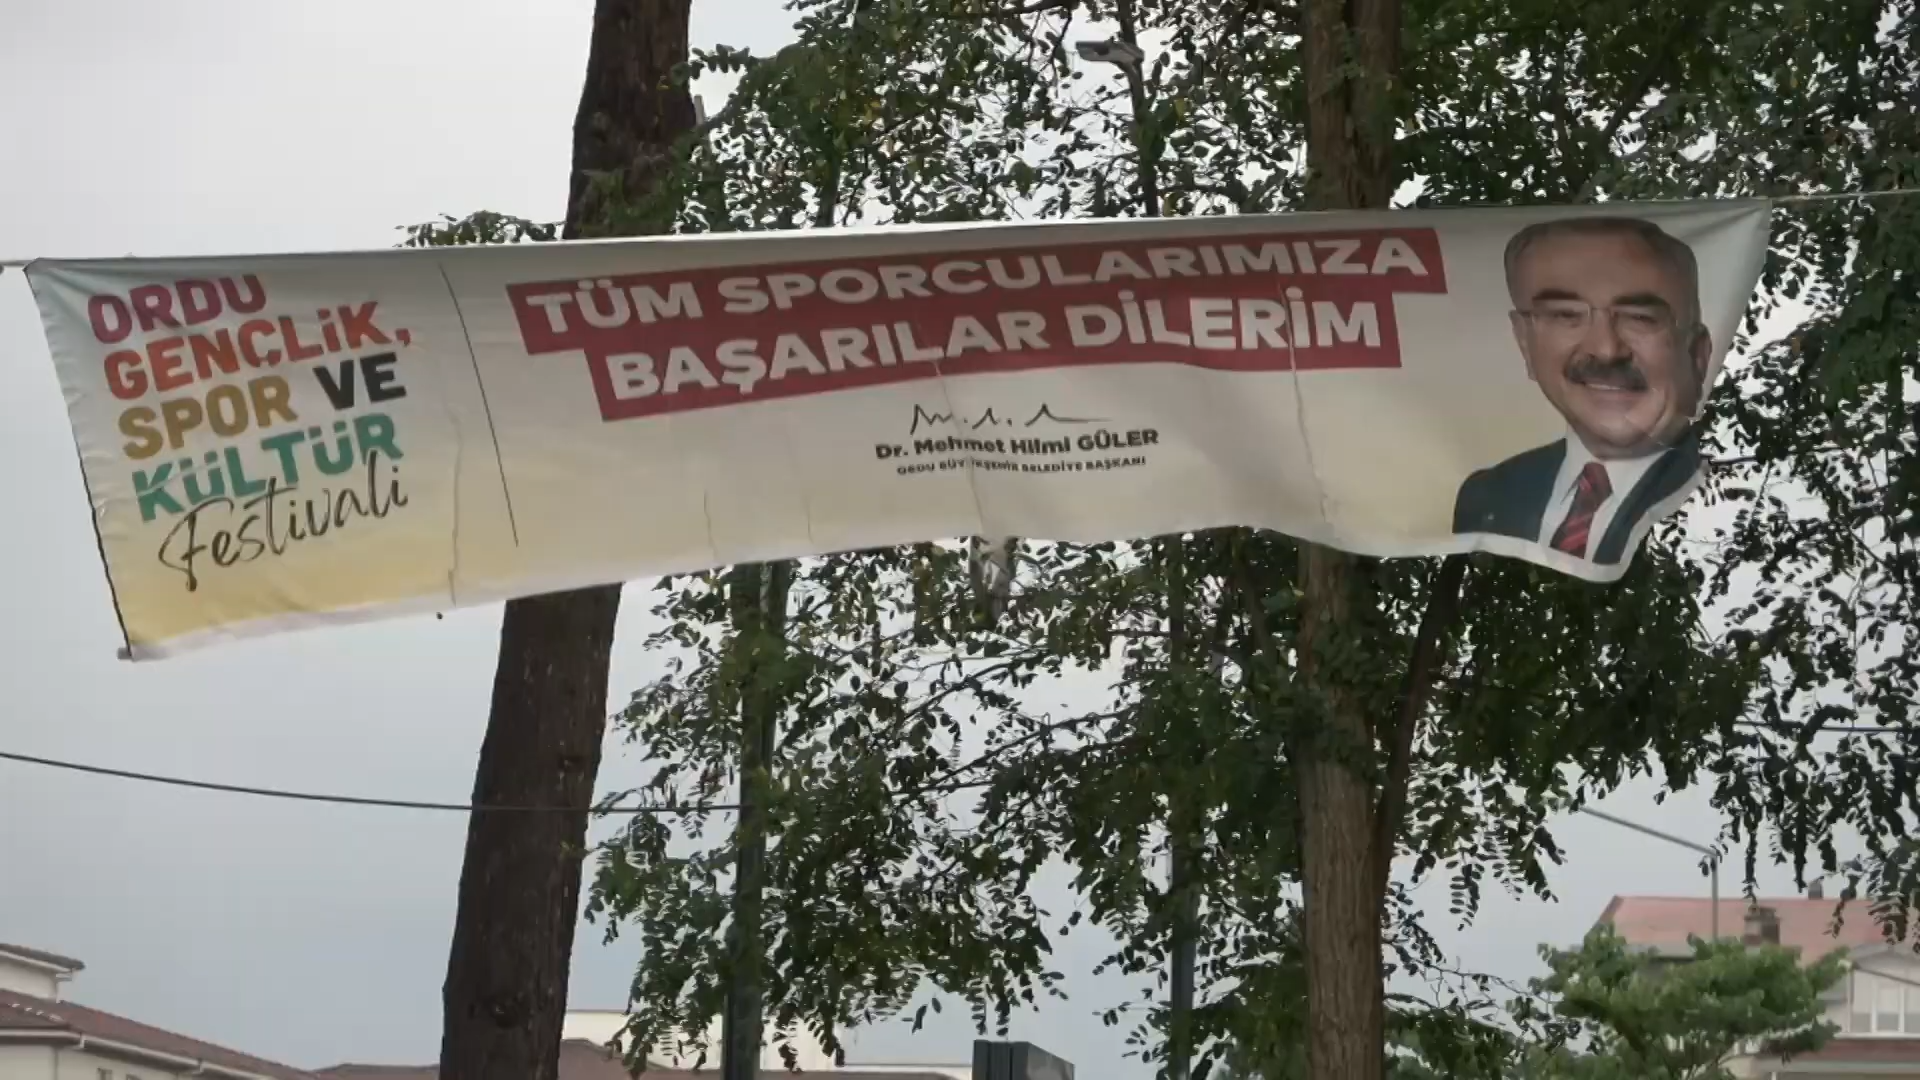 ORDU
GENÇLİK,
SPOR VE
KÜLTÜR
Festivali
TÜM SPORCULARIMIZA
BAŞARILAR DİLERİM
Dr. Mehmet Hilmi GÜLER
ORDU BÜYÜKŞEHİR BELEDİYE BAŞKANI